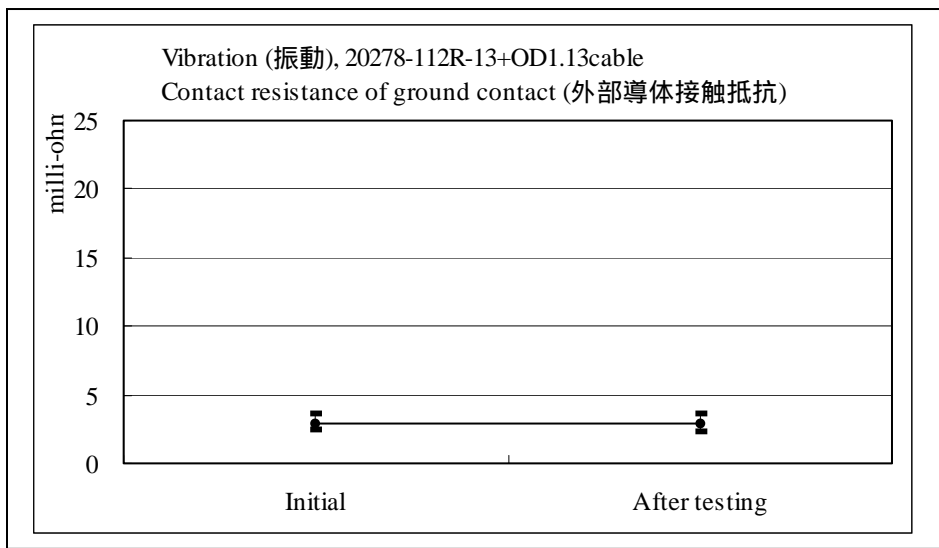 Vibration (振動), 20278-112R-13+OD1.13cable
Contact resistance of ground contact (外部導体接触抵抗)
milli-ohm
25
20
15
10
5
0
Initial
After testing